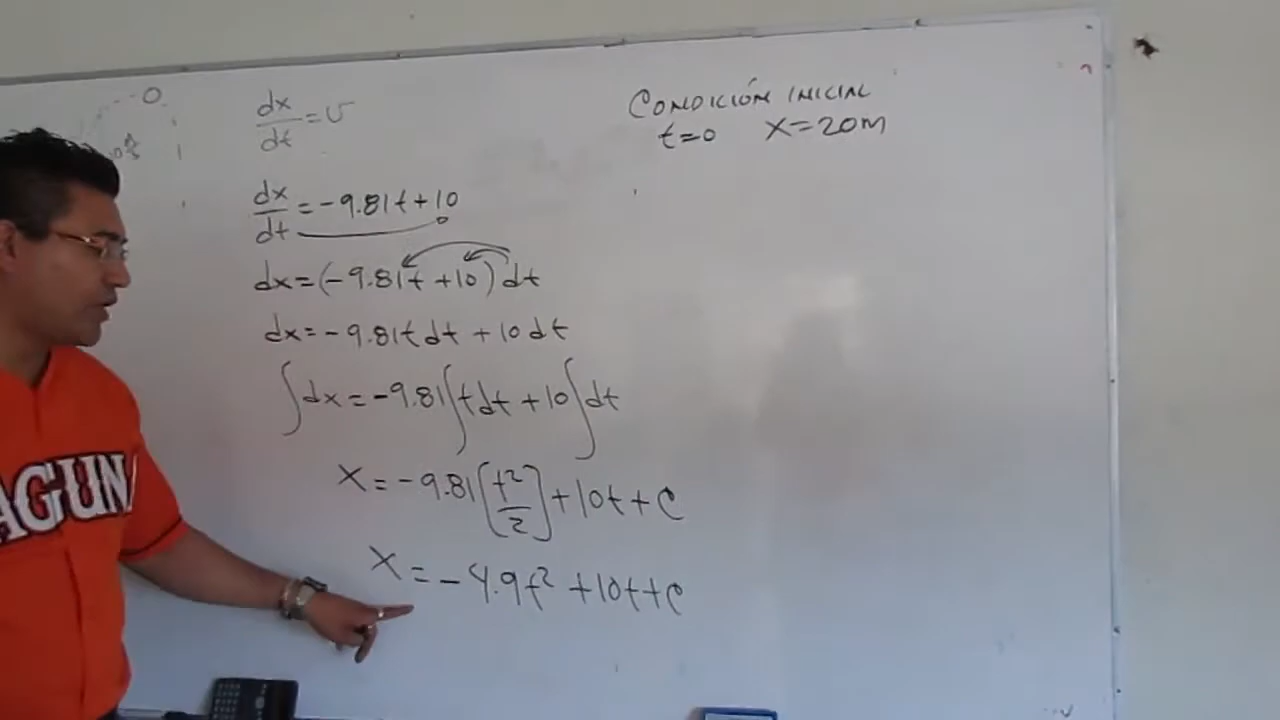 dx/dt = v
dx/dt = -9.81t + 10
dx = (-9.81t + 10) dt
dx = -9.81t dt + 10 dt
∫dx = -9.81∫t dt + 10∫dt
x = -9.81[t²/2] + 10t + C
x = -4.9t² + 10t + C
CONDICIÓN INICIAL
t=0 x=20m
AGUNA